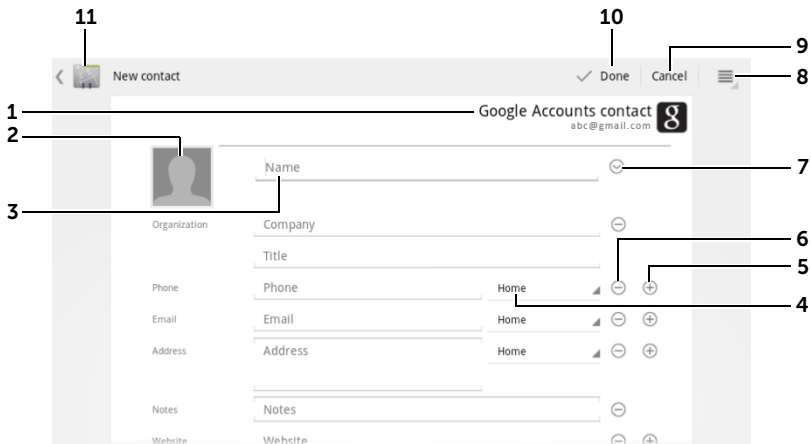 11
10
9
New contact
Done
Cancel
8
1
Google Accounts contact
abc@gmail.com
g
2
Name
7
3
Organization
Company
6
Title
5
Phone
Phone
Home
4
Email
Email
Home
Address
Address
Home
Notes
Notes
Website
Website